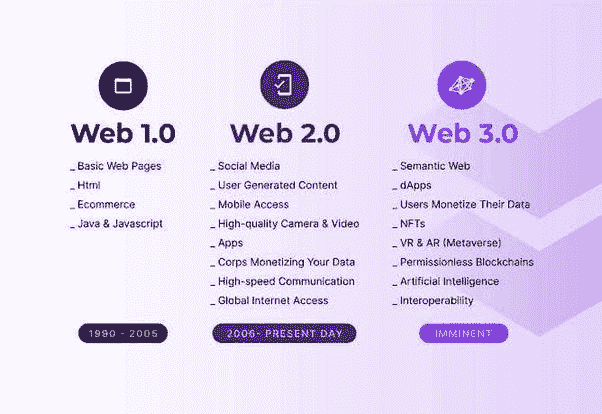 Web 1.0
_ Basic Web Pages
_ Html
_ Ecommerce
_ Java & Javascript
1990 - 2005
Web 2.0
_ Social Media
_ User Generated Content
_ Mobile Access
_ High-quality Camera & Video
_ Apps
_ Corps Monetizing Your Data
_ High-speed Communication
_ Global Internet Access
2006- PRESENT DAY
Web 3.0
_ Semantic Web
_ dApps
_ Users Monetize Their Data
_ NFTs
_ VR & AR (Metaverse)
_ Permissionless Blockchains
_ Artificial Intelligence
_ Interoperability
IMMINENT